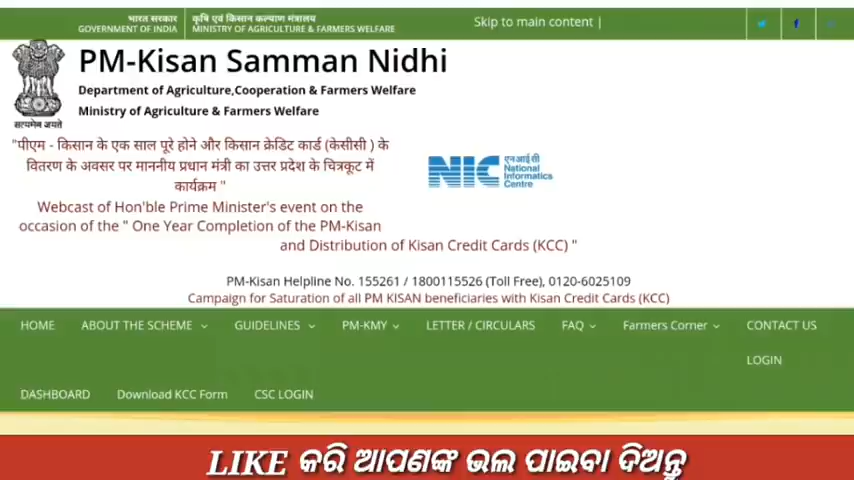 भारत सरकार
GOVERNMENT OF INDIA
कृषि एवं किसान कल्याण मंत्रालय
MINISTRY OF AGRICULTURE & FARMERS WELFARE
Skip to main content |
PM-Kisan Samman Nidhi
Department of Agriculture,Cooperation & Farmers Welfare
Ministry of Agriculture & Farmers Welfare
सत्यमेव जयते
"पीएम - किसान के एक साल पूरे होने और किसान क्रेडिट कार्ड (केसीसी ) के
वितरण के अवसर पर माननीय प्रधान मंत्री का उत्तर प्रदेश के चित्रकूट में
कार्यक्रम "
NIC
एनआईसी
National
Informatics
Centre
Webcast of Hon'ble Prime Minister's event on the
occasion of the " One Year Completion of the PM-Kisan
and Distribution of Kisan Credit Cards (KCC) "
PM-Kisan Helpline No. 155261 / 1800115526 (Toll Free), 0120-6025109
Campaign for Saturation of all PM KISAN beneficiaries with Kisan Credit Cards (KCC)
HOME ABOUT THE SCHEME GUIDELINES PM-KMY LETTER / CIRCULARS FAQ Farmers Corner CONTACT US
LOGIN
DASHBOARD Download KCC Form CSC LOGIN
LIKE କରି ଆପଣଙ୍କ ଭଲ ପାଇବା ଦିଅନ୍ତୁ